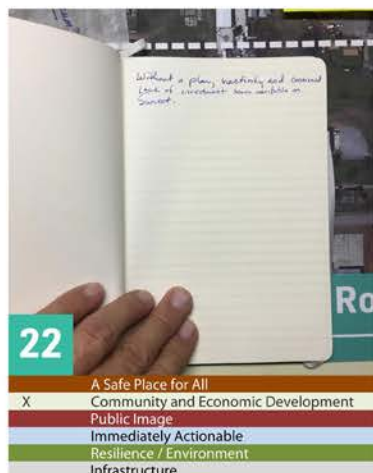 Without a plan,
lack of investment
Sunset.
Ro
22
A Safe Place for All
X Community and Economic Development
Public Image
Immediately Actionable
Resilience / Environment
Infrastructure